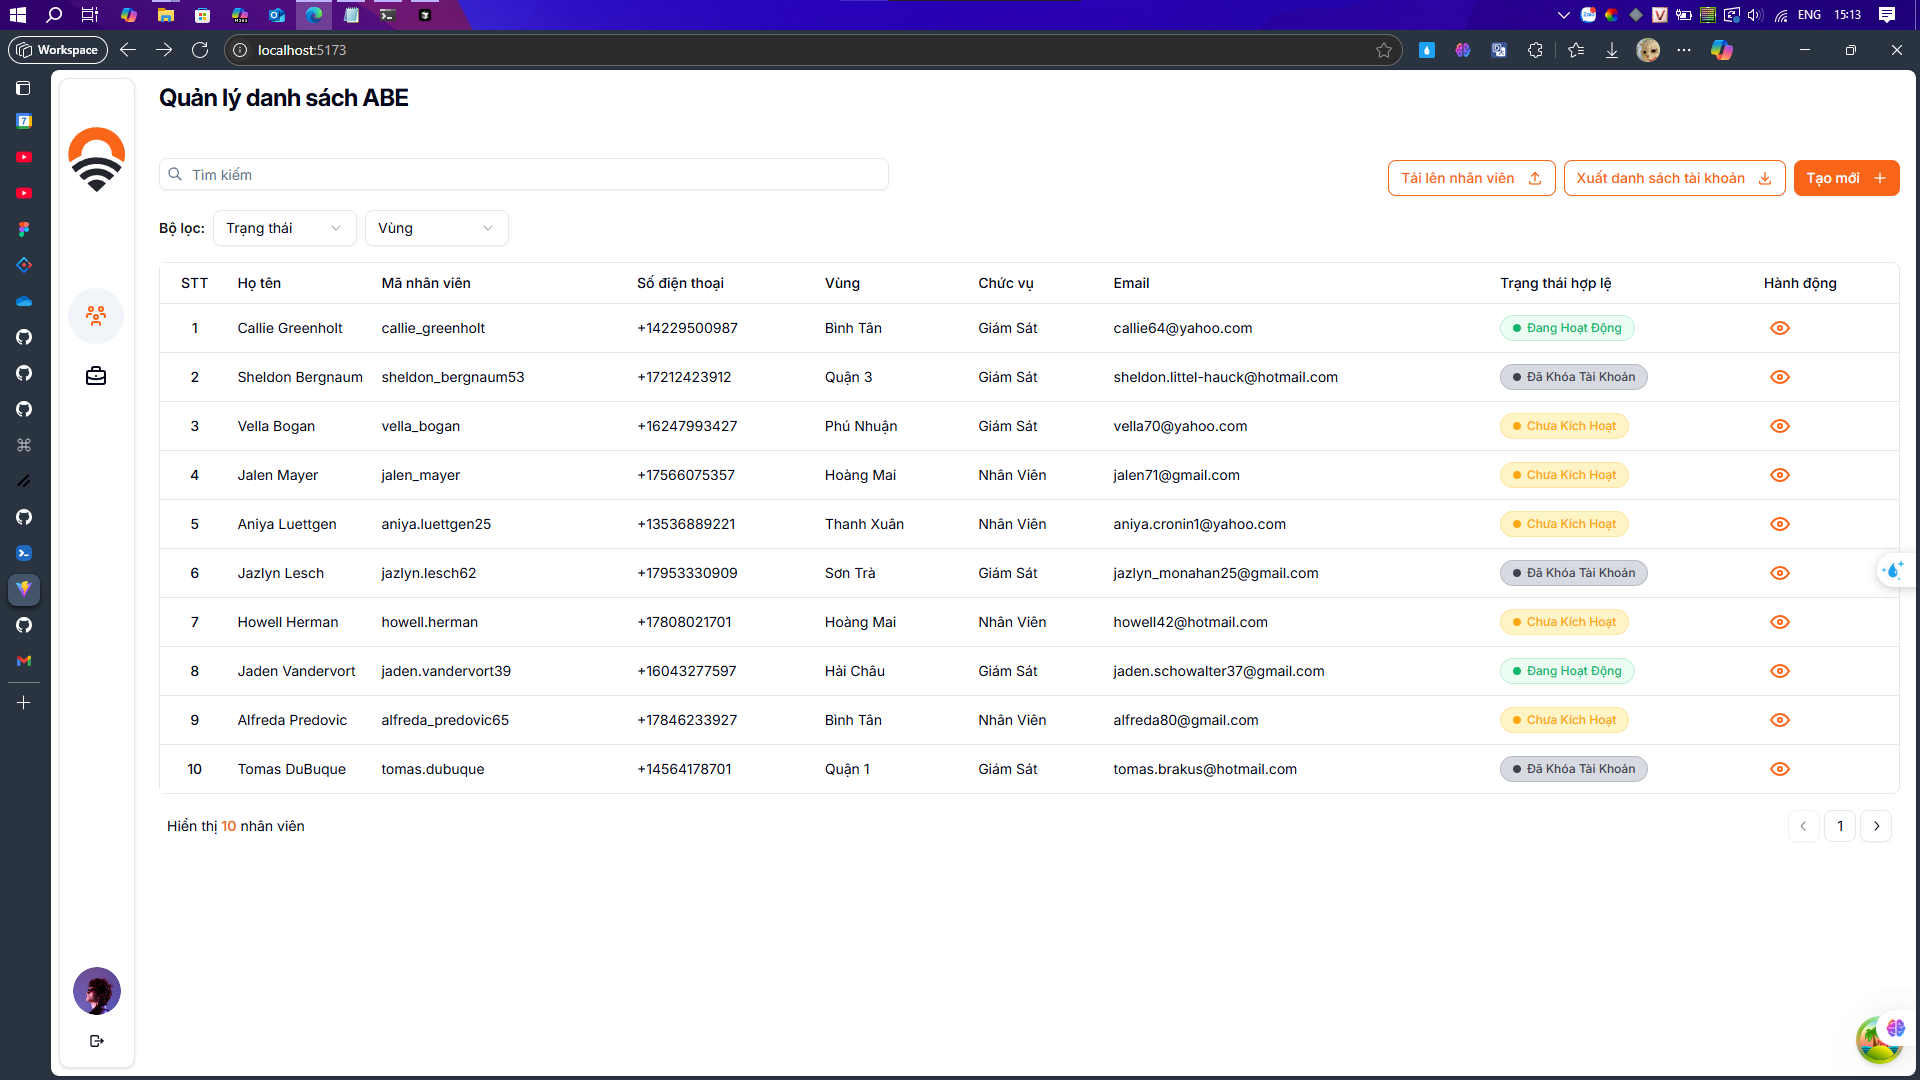 ENG 15:13
Workspace localhost:5173
Quản lý danh sách ABE
Tìm kiếm
Tải lên nhân viên
Xuất danh sách tài khoản
Tạo mới
Bộ lọc: Trạng thái Vùng
STT Họ tên Mã nhân viên Số điện thoại Vùng Chức vụ Email Trạng thái hợp lệ Hành động
1 Callie Greenholt callie_greenholt +14229500987 Bình Tân Giám Sát callie64@yahoo.com Đang Hoạt Động
2 Sheldon Bergnaum sheldon_bergnaum53 +17212423912 Quận 3 Giám Sát sheldon.littel-hauck@hotmail.com Đã Khóa Tài Khoản
3 Vella Bogan vella_bogan +16247993427 Phú Nhuận Giám Sát vella70@yahoo.com Chưa Kích Hoạt
4 Jalen Mayer jalen_mayer +17566075357 Hoàng Mai Nhân Viên jalen71@gmail.com Chưa Kích Hoạt
5 Aniya Luettgen aniya.luettgen25 +13536889221 Thanh Xuân Nhân Viên aniya.cronin1@yahoo.com Chưa Kích Hoạt
6 Jazlyn Lesch jazlyn.lesch62 +17953330909 Sơn Trà Giám Sát jazlyn_monahan25@gmail.com Đã Khóa Tài Khoản
7 Howell Herman howell.herman +17808021701 Hoàng Mai Nhân Viên howell42@hotmail.com Chưa Kích Hoạt
8 Jaden Vandervort jaden.vandervort39 +16043277597 Hải Châu Giám Sát jaden.schowalter37@gmail.com Đang Hoạt Động
9 Alfreda Predovic alfreda_predovic65 +17846233927 Bình Tân Nhân Viên alfreda80@gmail.com Chưa Kích Hoạt
10 Tomas DuBuque tomas.dubuque +14564178701 Quận 1 Giám Sát tomas.brakus@hotmail.com Đã Khóa Tài Khoản
Hiển thị 10 nhân viên
1